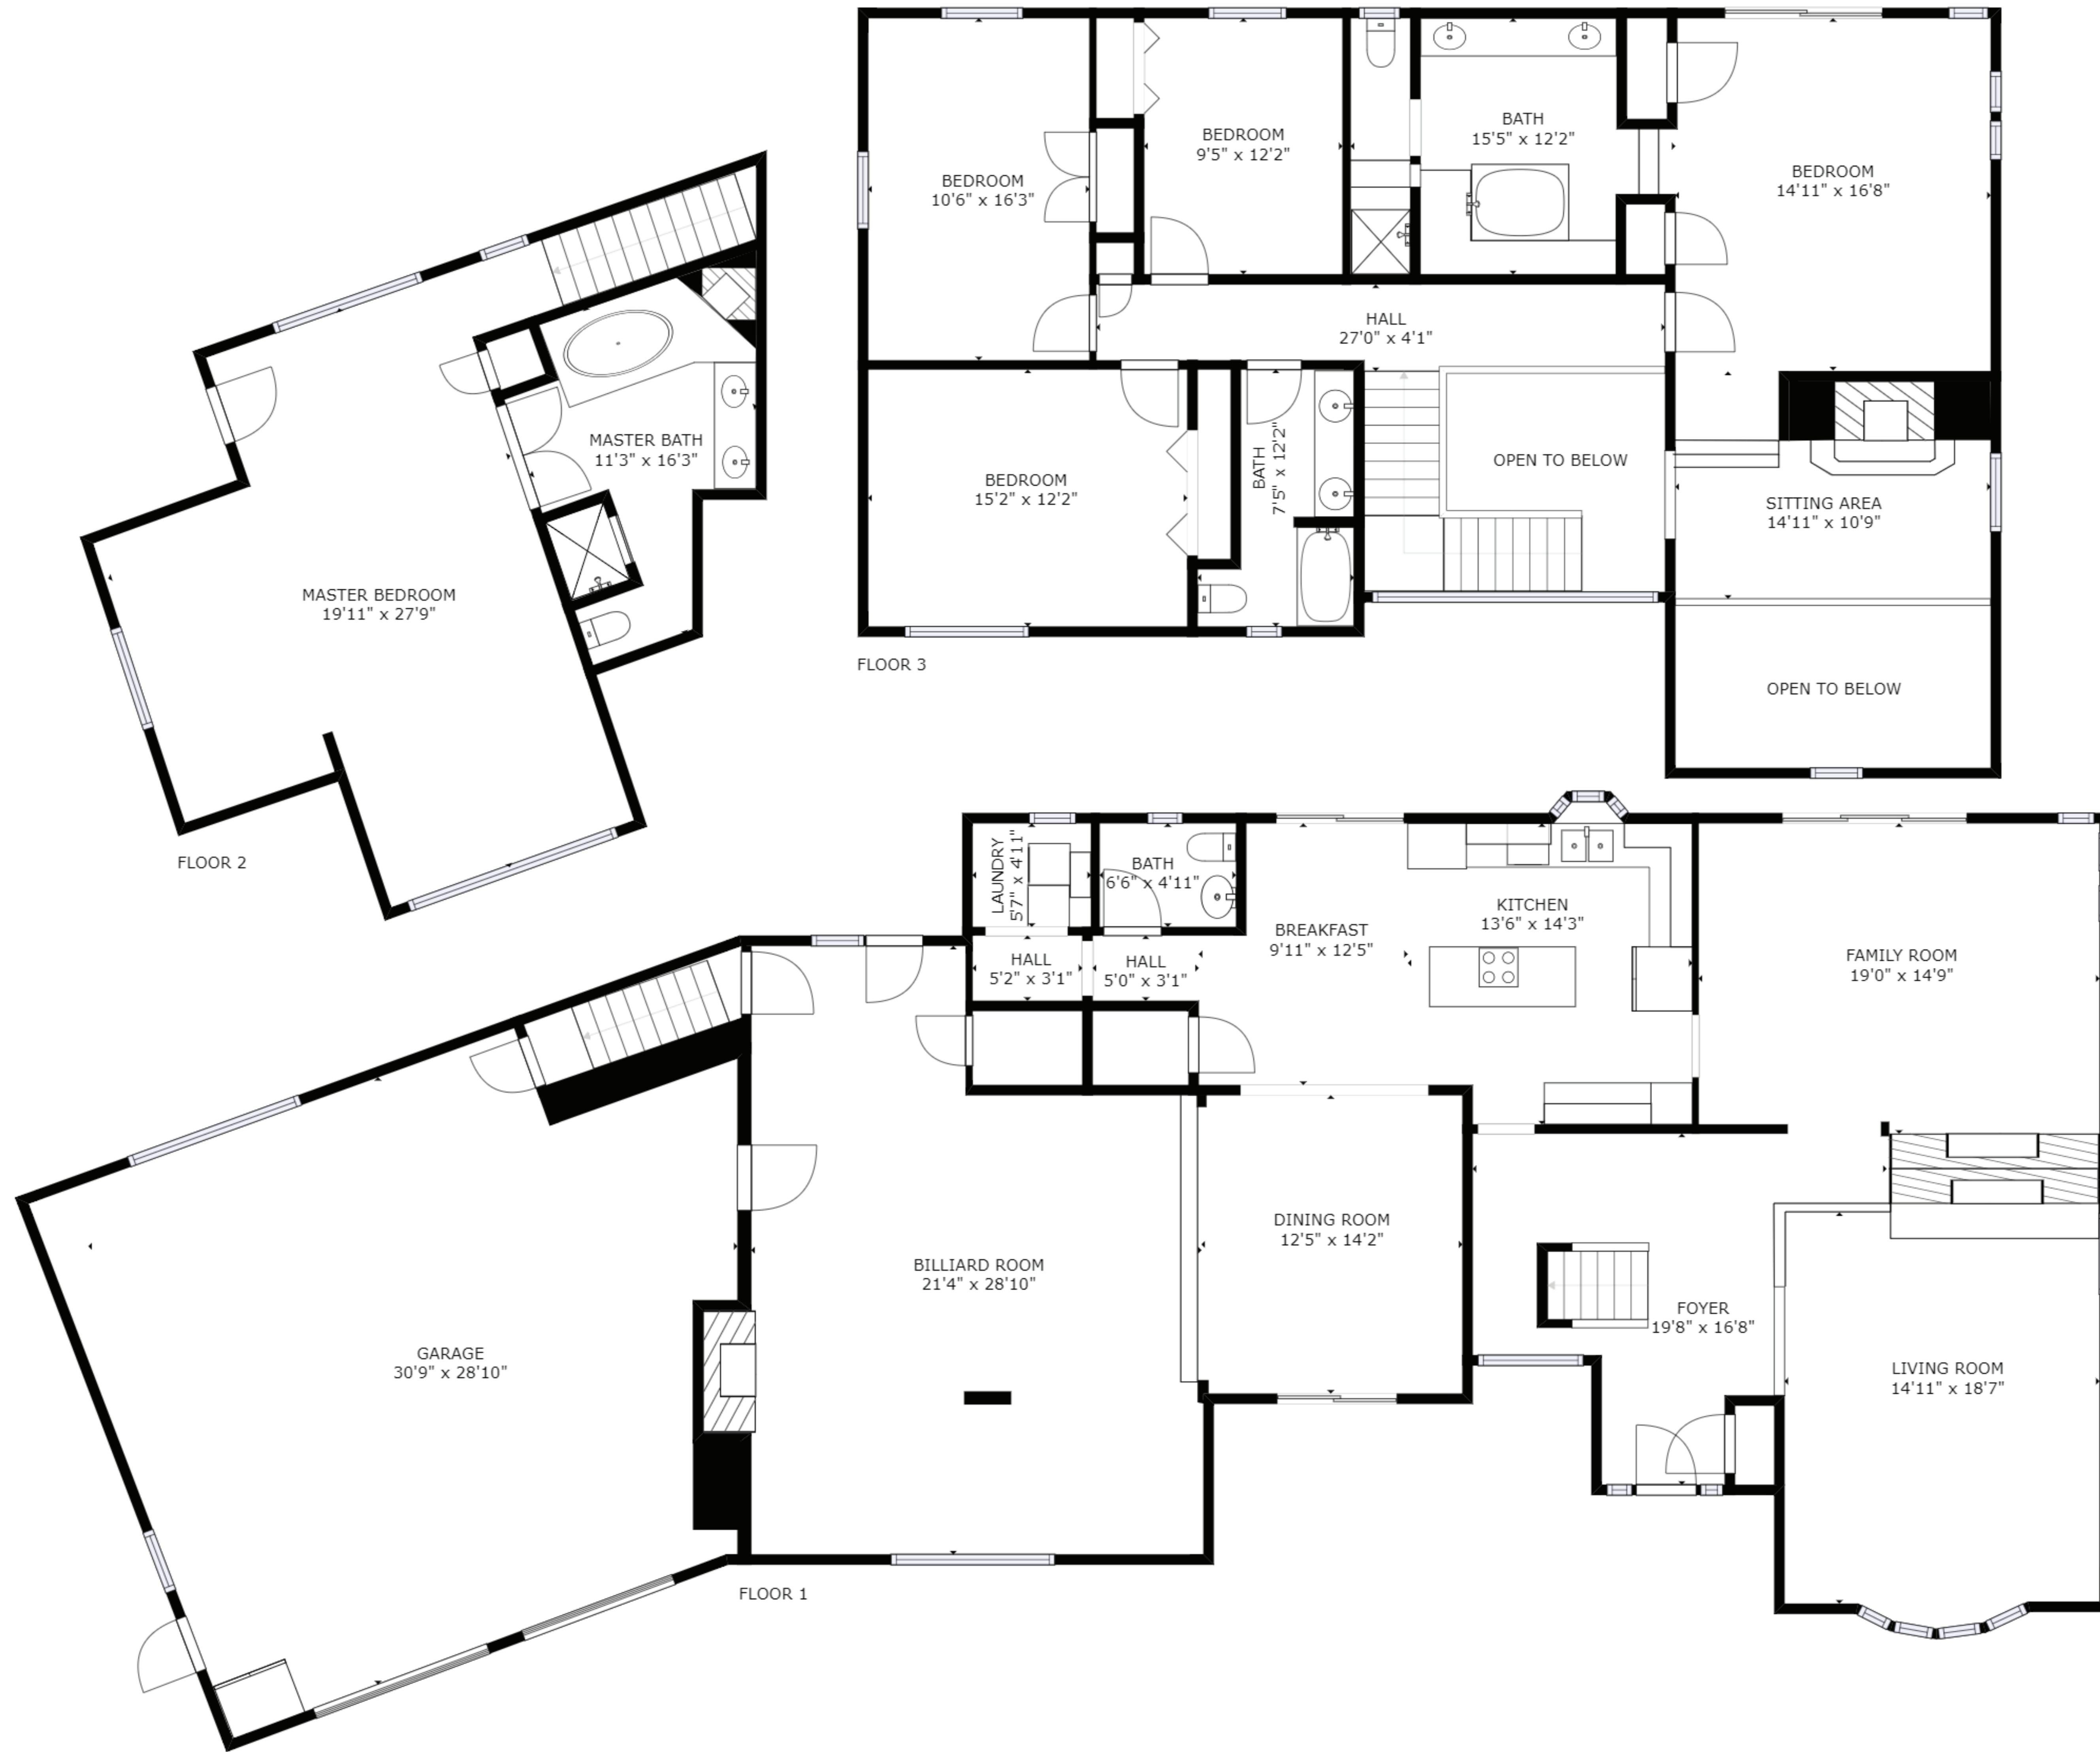 BEDROOM
10'6" x 16'3"
BEDROOM
9'5" x 12'2"
BATH
15'5" x 12'2"
BEDROOM
14'11" x 16'8"
HALL
27'0" x 4'1"
BEDROOM
15'2" x 12'2"
BATH
7'5" x 12'2"
OPEN TO BELOW
SITTING AREA
14'11" x 10'9"
OPEN TO BELOW
FLOOR 3
MASTER BATH
11'3" x 16'3"
MASTER BEDROOM
19'11" x 27'9"
FLOOR 2
LAUNDRY
5'7" x 4'11"
BATH
6'6" x 4'11"
HALL
5'2" x 3'1"
HALL
5'0" x 3'1"
BREAKFAST
9'11" x 12'5"
KITCHEN
13'6" x 14'3"
FAMILY ROOM
19'0" x 14'9"
DINING ROOM
12'5" x 14'2"
BILLIARD ROOM
21'4" x 28'10"
FOYER
19'8" x 16'8"
GARAGE
30'9" x 28'10"
LIVING ROOM
14'11" x 18'7"
FLOOR 1